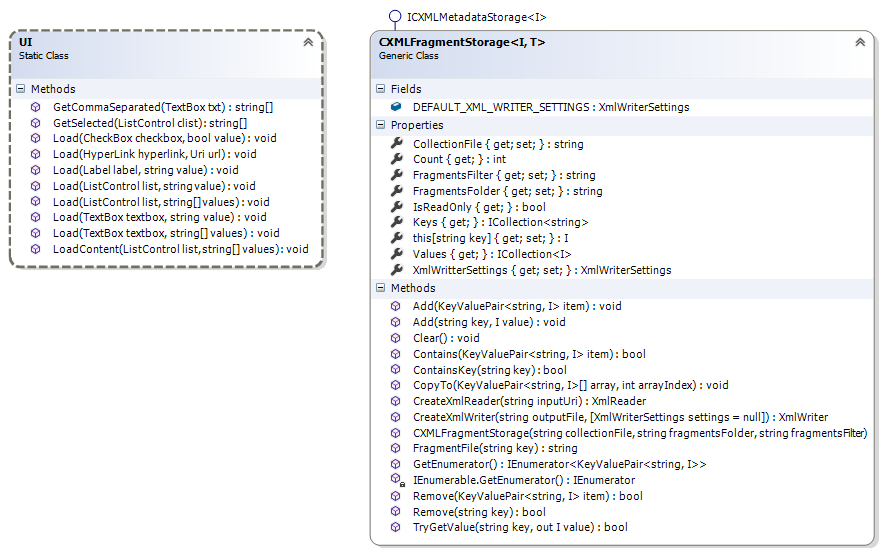 UI
Static Class
Methods
GetCommaSeparated(TextBox txt) : string[]
GetSelected(ListControl clist): string[]
Load(CheckBox checkbox, bool value) : void
Load(HyperLink hyperlink, Uri url) : void
Load(Label label, string value) : void
Load(ListControl list, string value) : void
Load(ListControl list, string[] values) : void
Load(TextBox textbox, string value) : void
Load(TextBox textbox, string[] values) : void
LoadContent(ListControl list,string[] values): void
ICXMLMetadataStorage<I>
CXMLFragmentStorage<I, T>
Generic Class
Fields
DEFAULT_XML_WRITER_SETTINGS : XmlWriterSettings
Properties
CollectionFile { get; set; } : string
Count { get; } : int
FragmentsFilter { get; set; } : string
FragmentsFolder { get; set; } : string
IsReadOnly { get; } : bool
Keys { get; } : ICollection<string>
this[string key] { get; set; } : I
Values { get; } : ICollection<I>
XmlWritterSettings { get; set; } : XmlWriterSettings
Methods
Add(KeyValuePair<string, I> item) : void
Add(string key, I value) : void
Clear() : void
Contains(KeyValuePair<string, I> item) : bool
ContainsKey(string key) : bool
CopyTo(KeyValuePair<string, I>[] array, int arrayIndex) : void
CreateXmlReader(string inputUri) : XmlReader
CreateXmlWriter(string outputFile, [XmlWriterSettings settings = null]) : XmlWriter
CXMLFragmentStorage(string collectionFile, string fragmentsFolder, string fragmentsFilter)
FragmentFile(string key) : string
GetEnumerator() : IEnumerator<KeyValuePair<string, I>>
IEnumerable.GetEnumerator() : IEnumerator
Remove(KeyValuePair<string, I> item) : bool
Remove(string key) : bool
TryGetValue(string key, out I value) : bool